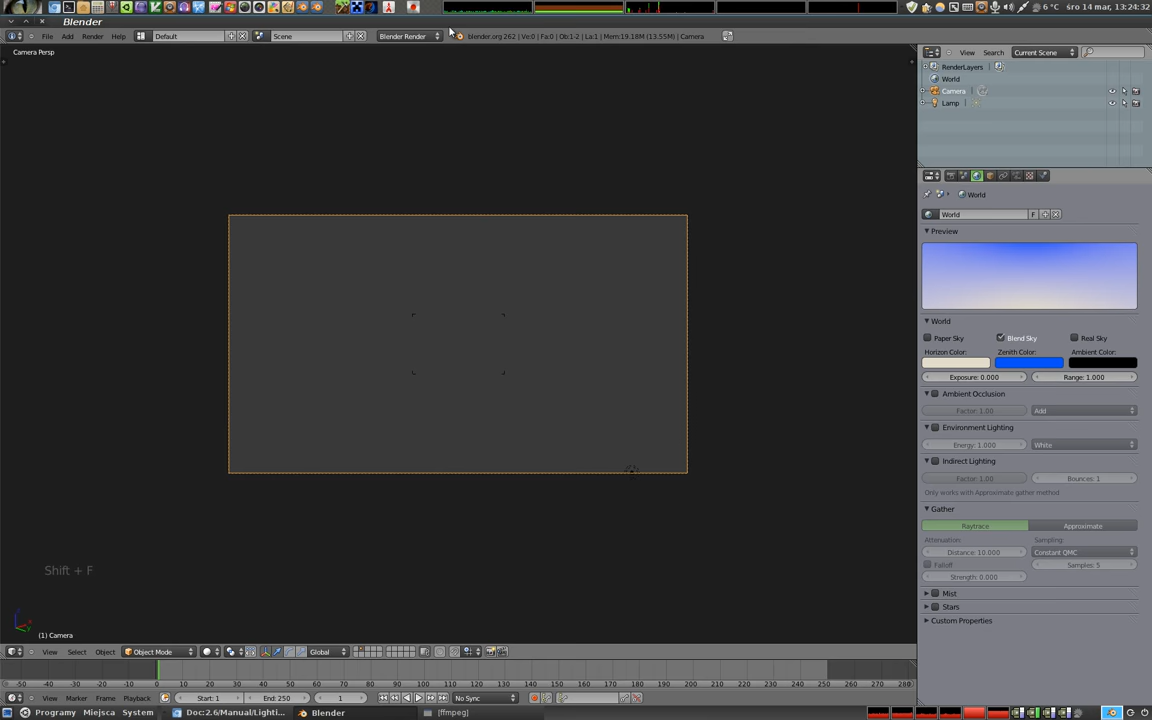 6 °C śro 14 mar, 13:24:32
Blender
File Add Render Help Default Scene Blender Render blender.org 262 | Ve:0 | Fa:0 | Ob:1-2 | La:1 | Mem:19.18M (13.55M) | Camera
Camera Persp
View Search Current Scene
RenderLayers
World
Camera
Lamp
World
World F
Preview
World
Paper Sky Blend Sky Real Sky
Horizon Color: Zenith Color: Ambient Color:
Exposure: 0.000 Range: 1.000
Ambient Occlusion
Factor: 1.00 Add
Environment Lighting
Energy: 1.000 White
Indirect Lighting
Factor: 1.00 Bounces: 1
Only works with Approximate gather method
Gather
Raytrace Approximate
Attenuation: Sampling:
Distance: 10.000 Constant QMC
Falloff Samples: 5
Strength: 0.000
Mist
Stars
Custom Properties
Shift + F
(1) Camera
View Select Object Object Mode Global
-50 -40 -30 -20 -10 0 10 20 30 40 50 60 70 80 90 100 110 120 130 140 150 160 170 180 190 200 210 220 230 240 250 260 270 280
View Marker Frame Playback Start: 1 End: 250 1 No Sync
Programy Miejsca System Doc:2.6/Manual/Lighti... Blender [ffmpeg]